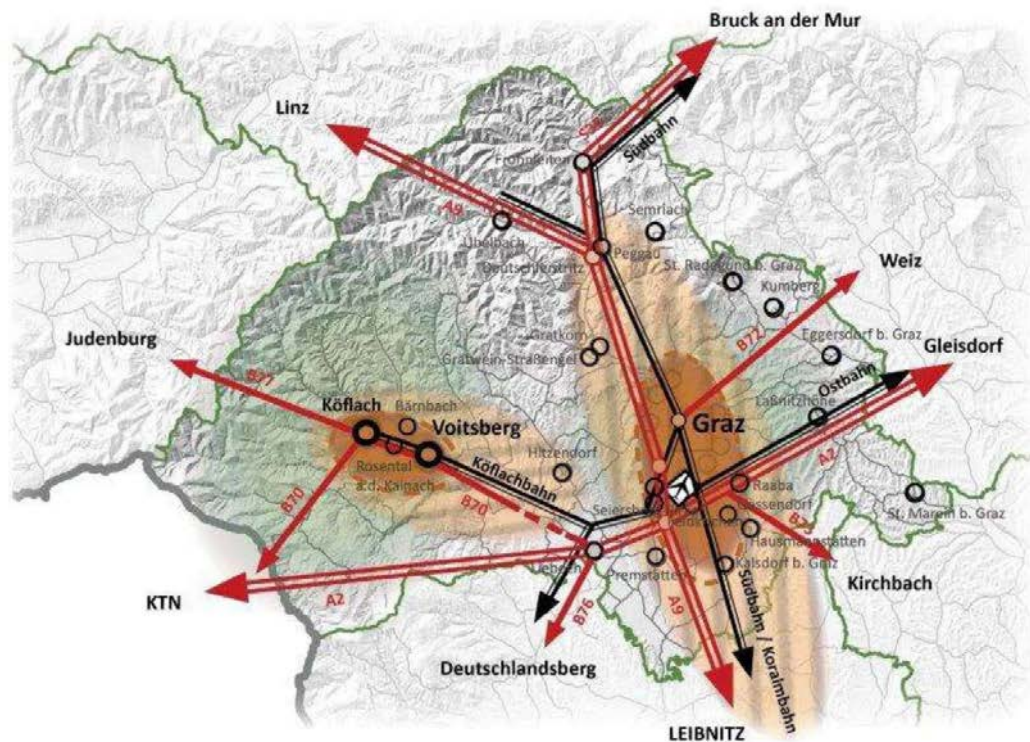 Bruck an der Mur
Linz
S35
Südbahn
Frohnleiten
A9
Semriach
Übelbach
Peggau
Deutschfeistritz
St. Radegund b. Graz
Weiz
Kumberg
B72
Eggersdorf b. Graz
Gratkorn
Gratwein-Straßengel
Judenburg
Gleisdorf
B77
Ostbahn
Laßnitzhöhe
Köflach
Bärnbach
Graz
Voitsberg
A2
Hitzendorf
Köflachbahn
Rosental
a.d. Kainach
Raaba
B70
B70
St. Marein b. Graz
Gössendorf
Hausmannstätten
Lieboch
Premstätten
Kalsdorf b. Graz
Kirchbach
KTN
A2
A9
B76
Südbahn / Koralmbahn
Deutschlandsberg
LEIBNITZ